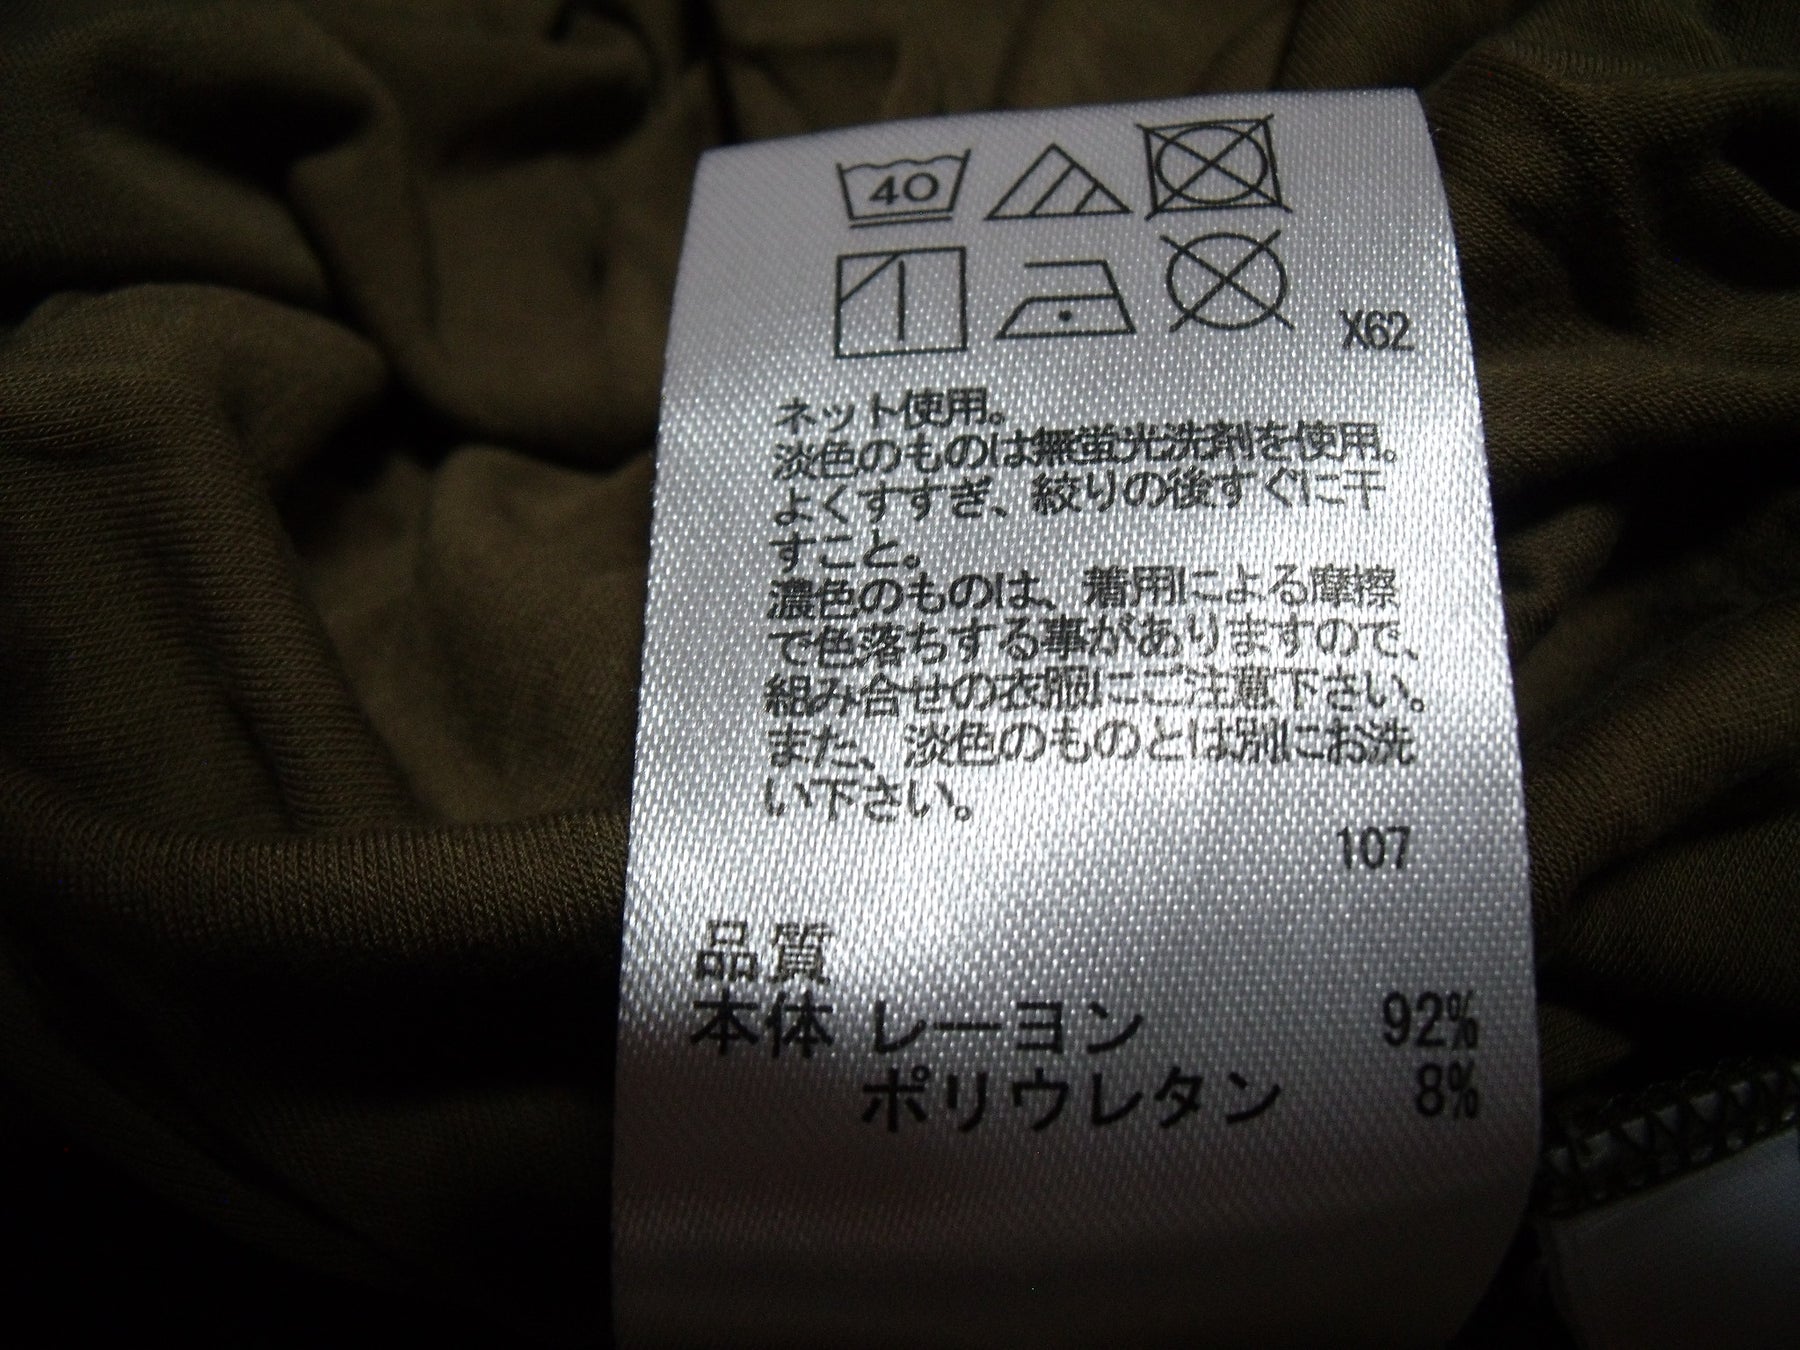 40
X62
ネット使用。
淡色のものは無蛍光洗剤を使用。
よくすすぎ、絞りの後すぐに干
すこと。
濃色のものは、着用による摩擦
で色落ちする事がありますので、
組み合せの衣服にご注意下さい。
また、淡色のものとは別にお洗
い下さい。
107
品質
本体 レーヨン 92%
ポリウレタン 8%